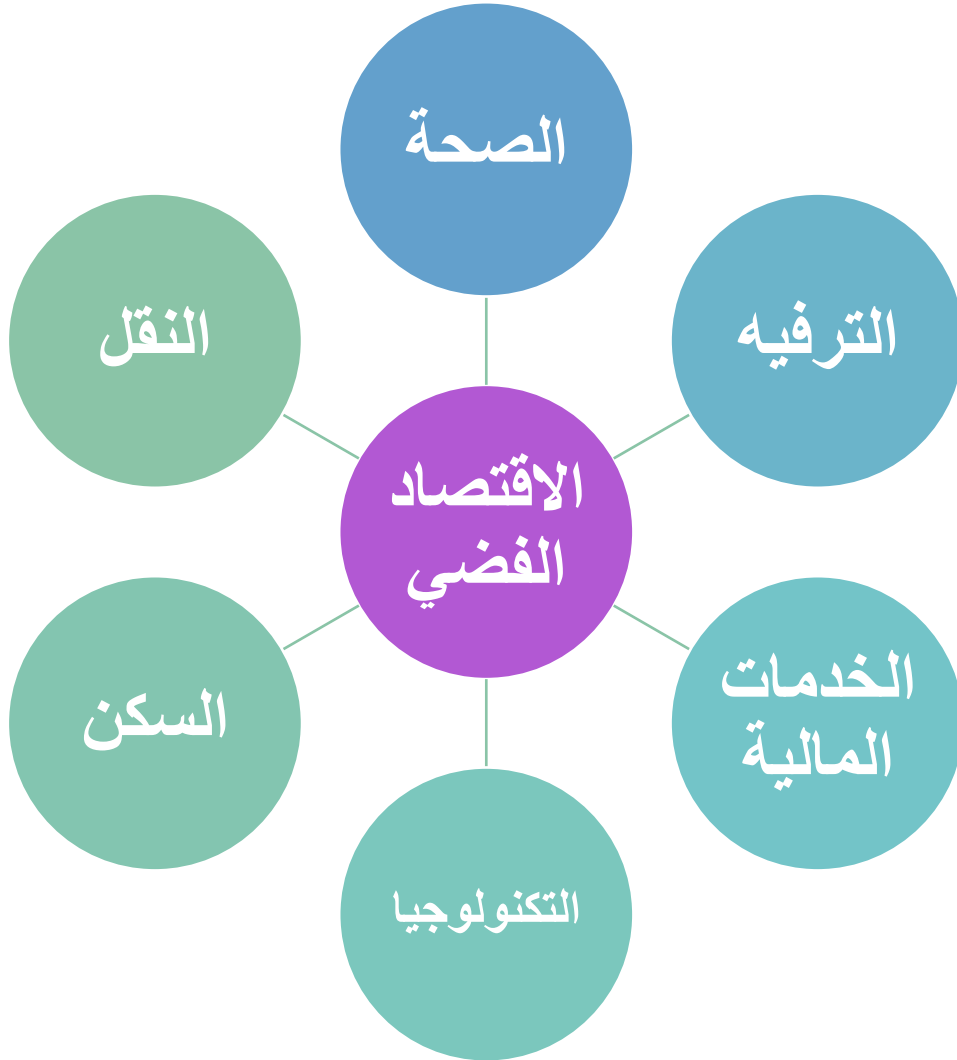 الصحة
الترفيه
النقل
الاقتصاد
الفضي
الخدمات
المالية
السكن
التكنولوجيا